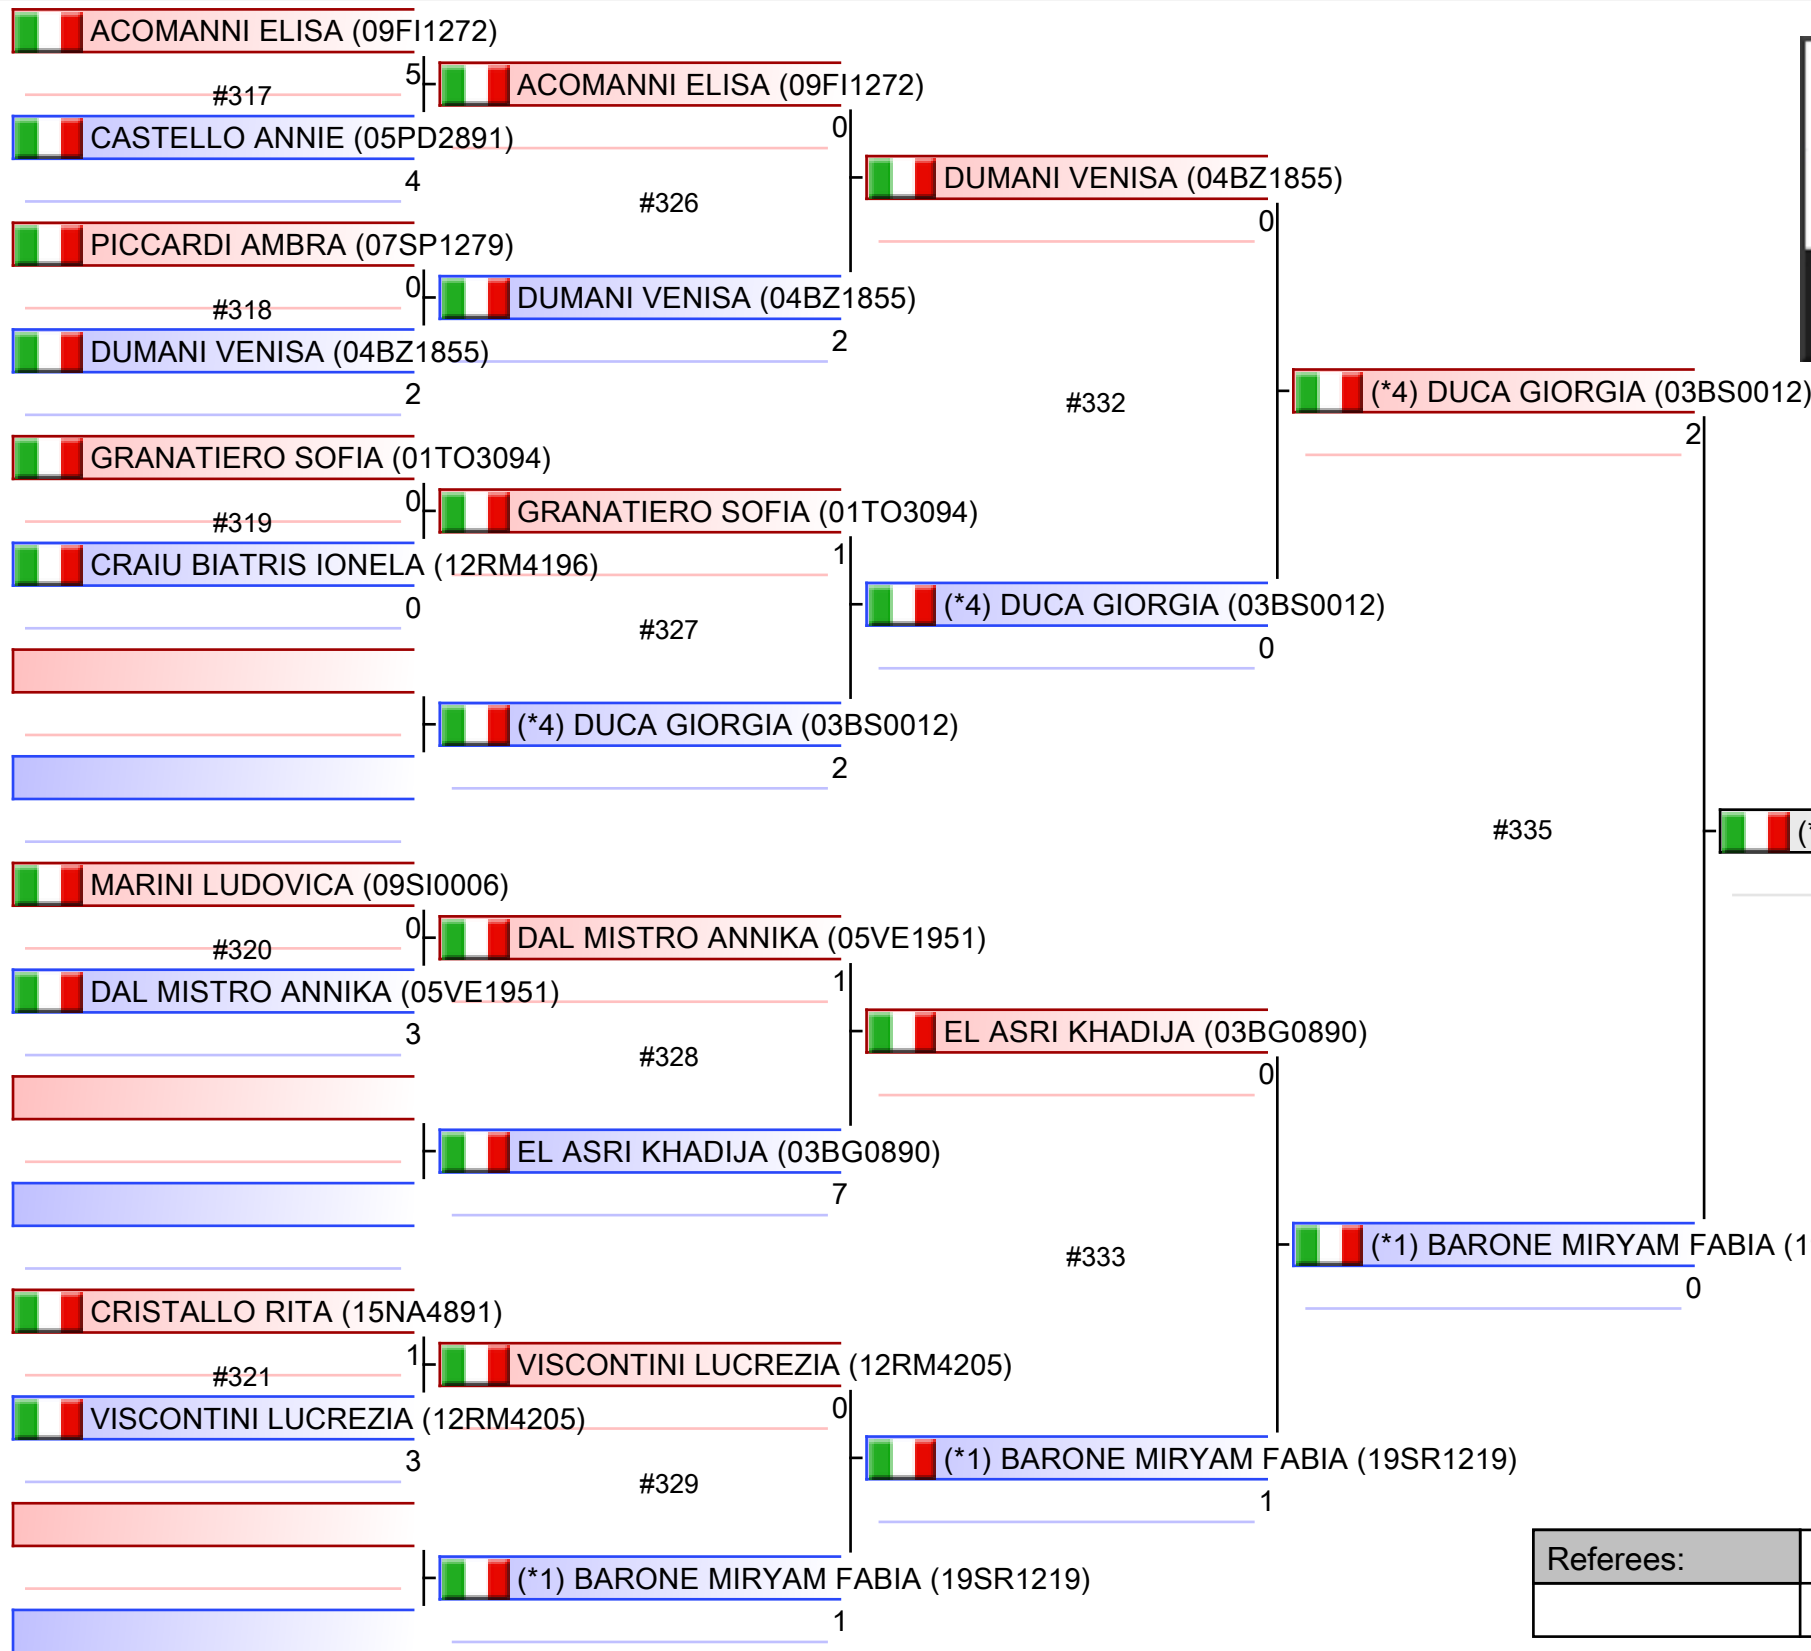 ACOMANNI ELISA (09FI1272)
5
#317
CASTELLO ANNIE (05PD2891)
4
PICCARDI AMBRA (07SP1279)
0
#318
DUMANI VENISA (04BZ1855)
2
GRANATIERO SOFIA (01TO3094)
0
#319
CRAIU BIATRIS IONELA (12RM4196)
0
MARINI LUDOVICA (09SI0006)
0
#320
DAL MISTRO ANNIKA (05VE1951)
3
CRISTALLO RITA (15NA4891)
1
#321
VISCONTINI LUCREZIA (12RM4205)
3
ACOMANNI ELISA (09FI1272)
0
#326
DUMANI VENISA (04BZ1855)
2
GRANATIERO SOFIA (01TO3094)
1
#327
(*4) DUCA GIORGIA (03BS0012)
2
DAL MISTRO ANNIKA (05VE1951)
1
#328
EL ASRI KHADIJA (03BG0890)
7
VISCONTINI LUCREZIA (12RM4205)
0
#329
(*1) BARONE MIRYAM FABIA (19SR1219)
1
DUMANI VENISA (04BZ1855)
0
#332
(*4) DUCA GIORGIA (03BS0012)
0
EL ASRI KHADIJA (03BG0890)
0
#333
(*1) BARONE MIRYAM FABIA (19SR1219)
1
(*4) DUCA GIORGIA (03BS0012)
2
#335
(*1) BARONE MIRYAM FABIA (1
0
Referees: